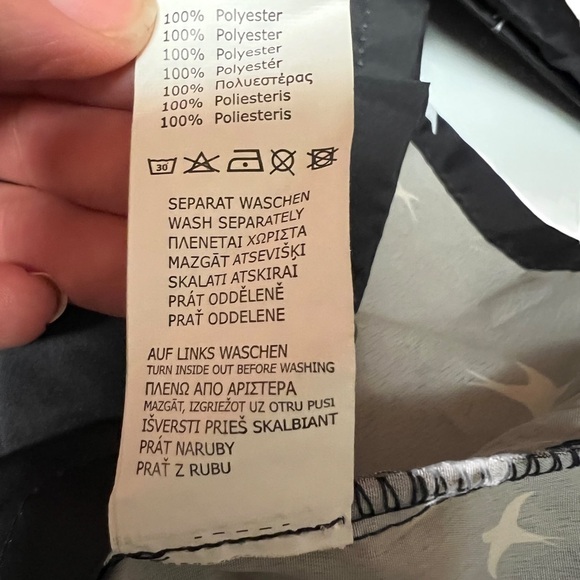 100% Polyester
100% Polyester
100% Polyester
100% Polyestér
100% Πολυεστέρας
100% Poliesteris
100% Poliesteris
30
SEPARAT WASCHEN
WASH SEPARATELY
ΠΛΕΝΕΤΑΙ ΧΩΡΙΣΤΑ
MAZGĀT ATSEVIŠĶI
SKALATI ATSKIRAI
PRÁT ODDĚLENĚ
PRAŤ ODDELENE
AUF LINKS WASCHEN
TURN INSIDE OUT BEFORE WASHING
ΠΛΕΝΩ ΑΠΟ ΑΡΙΣΤΕΡΑ
MAZGĀT, IZGRIEŽOT UZ OTRU PUSI
IŠVERSTI PRIEŠ SKALBIANT
PRÁT NARUBY
PRAŤ Z RUBU